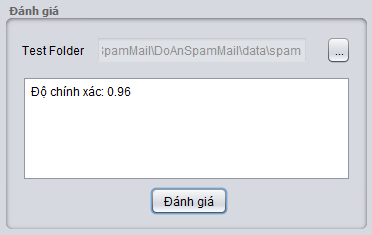 Đánh giá
Test Folder
SpamMail\DoAnSpamMail\data\spam
...
Độ chính xác: 0.96
Đánh giá